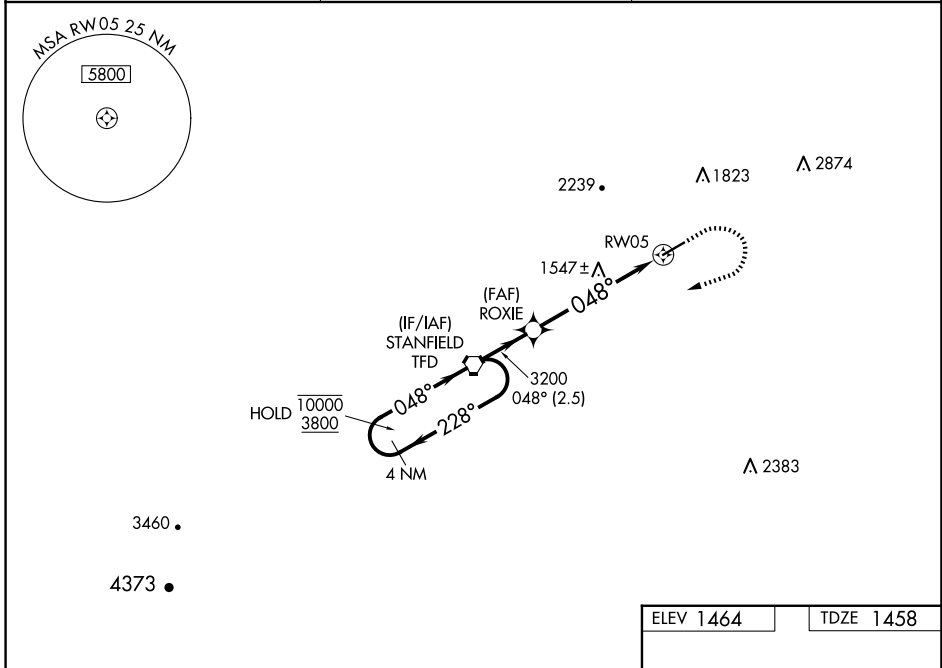 MSA RW05 25 NM
5800
2239
1823
2874
RW05
1547±
048°
(FAF)
ROXIE
(IF/IAF)
STANFIELD
TFD
3200
048° (2.5)
HOLD 10000
3800
048°
228°
4 NM
2383
3460
4373
ELEV 1464
TDZE 1458